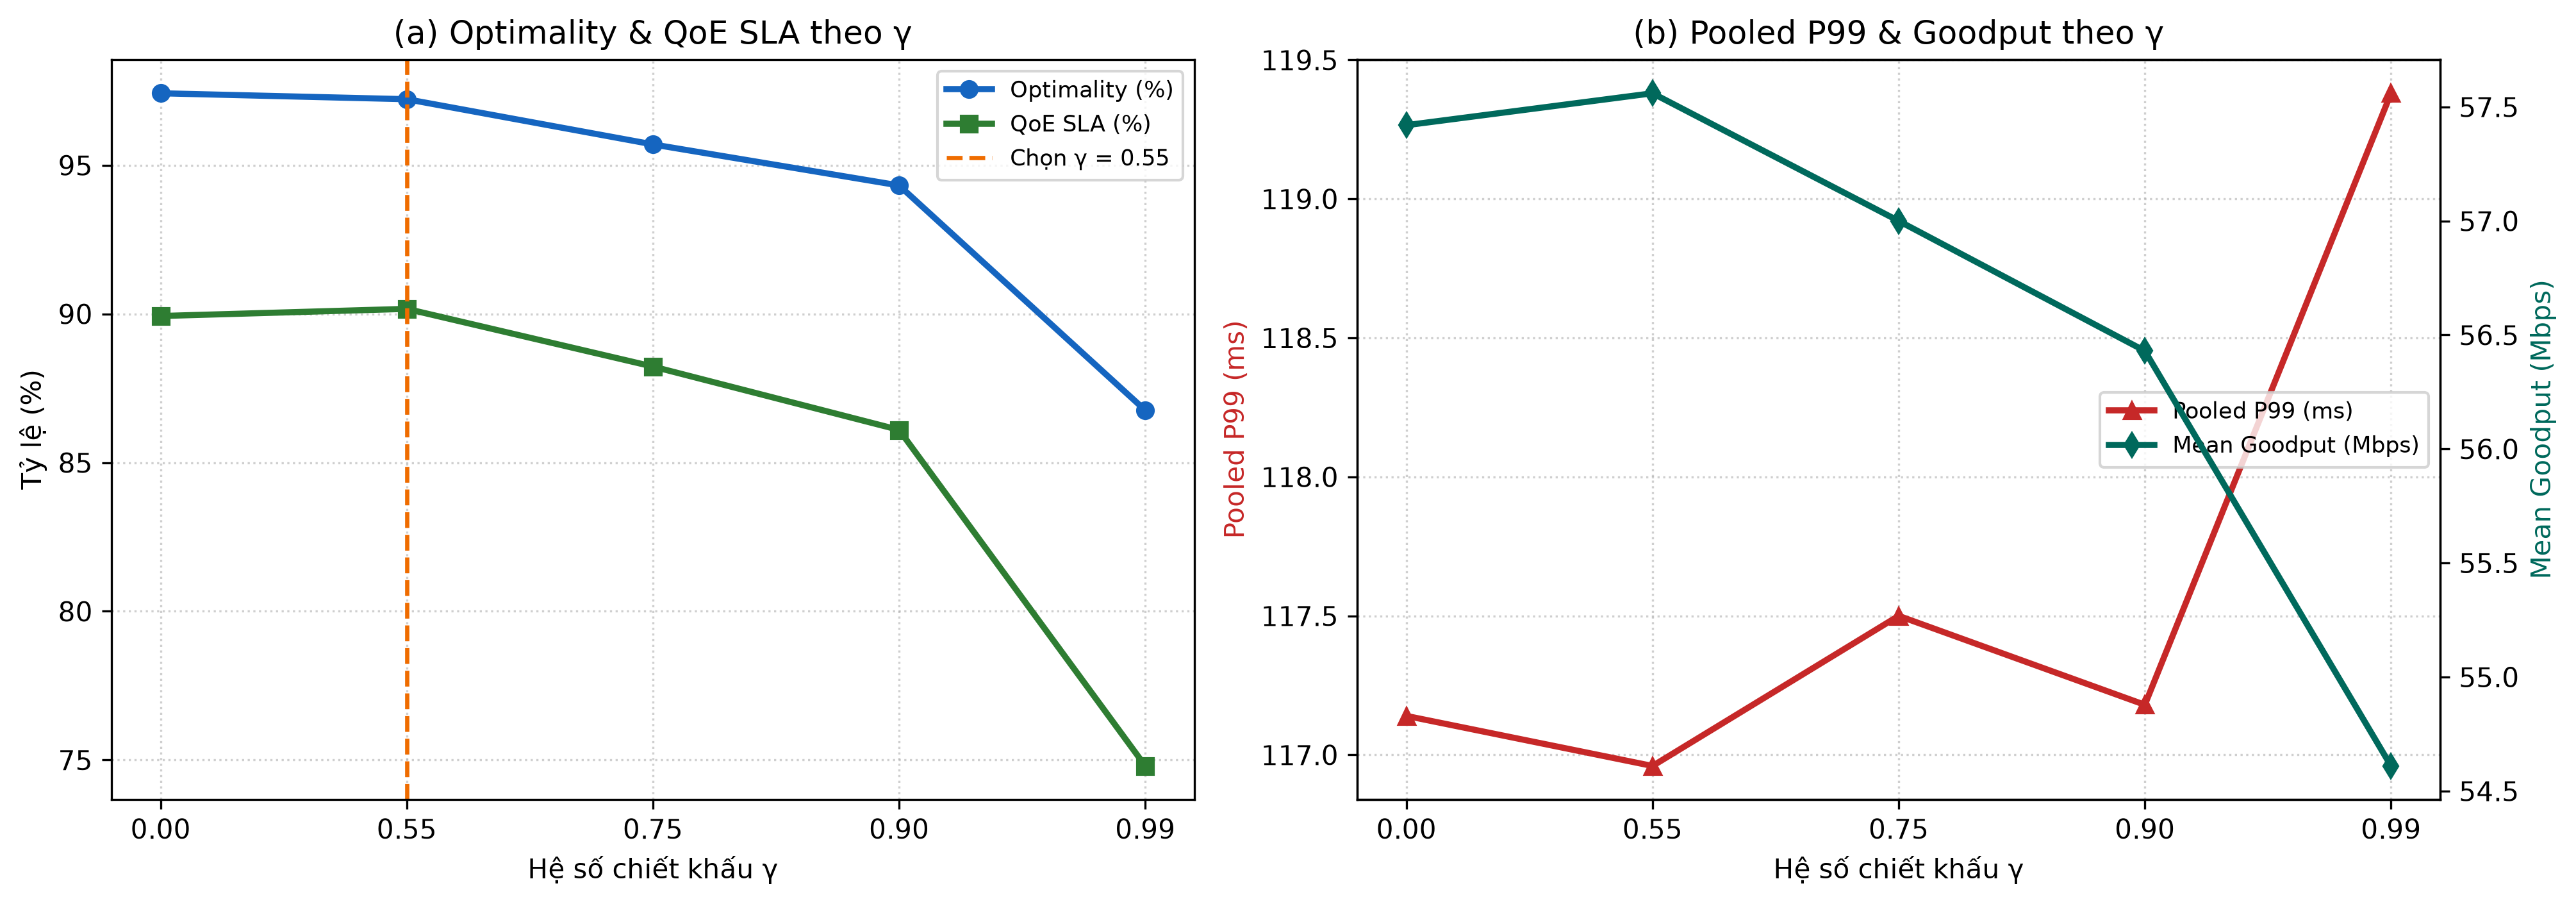 (a) Optimality & QoE SLA theo γ
Tỷ lệ (%)
95
90
85
80
75
Optimality (%)
QoE SLA (%)
Chọn γ = 0.55
0.00 0.55 0.75 0.90 0.99
Hệ số chiết khấu γ
(b) Pooled P99 & Goodput theo γ
Pooled P99 (ms)
119.5
119.0
118.5
118.0
117.5
117.0
Pooled P99 (ms)
Mean Goodput (Mbps)
57.5
57.0
56.5
56.0
55.5
55.0
54.5
Mean Goodput (Mbps)
0.00 0.55 0.75 0.90 0.99
Hệ số chiết khấu γ